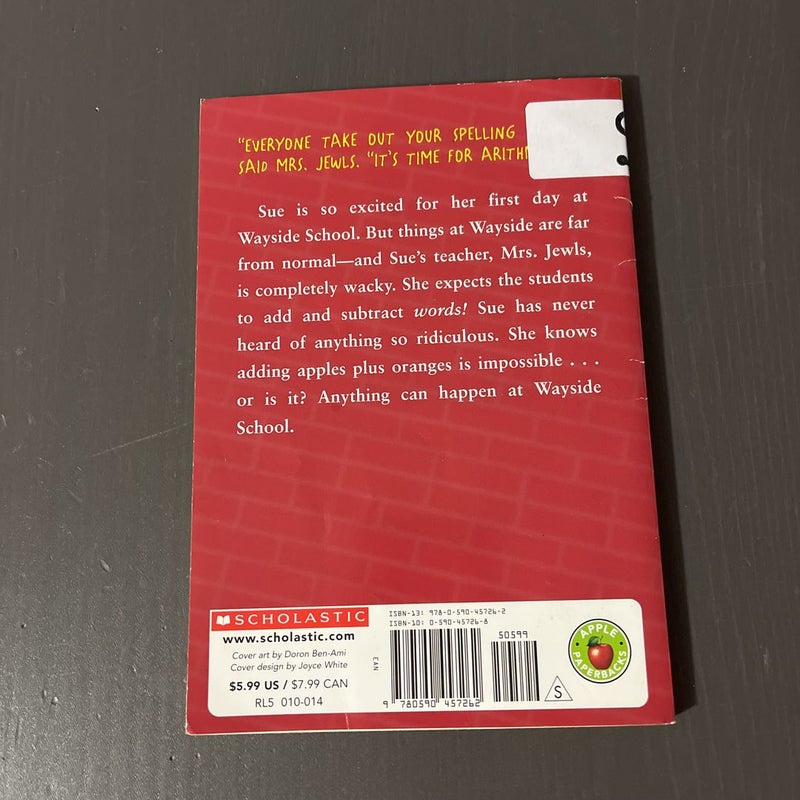 "EVERYONE TAKE OUT YOUR SPELLING
SAID MRS. JEWLS. "IT'S TIME FOR ARITH
Sue is so excited for her first day at
Wayside School. But things at Wayside are far
from normal—and Sue's teacher, Mrs. Jewls,
is completely wacky. She expects the students
to add and subtract words! Sue has never
heard of anything so ridiculous. She knows
adding apples plus oranges is impossible . . .
or is it? Anything can happen at Wayside
School.
SCHOLASTIC
www.scholastic.com
Cover art by Doron Ben-Ami
Cover design by Joyce White
$5.99 US / $7.99 CAN
RL5 010-014
EAN
ISBN-13: 978-0-590-45726-2
ISBN-10: 0-590-45726-8
50599
9 780590 457262
S
APPLE
PAPERBACKS